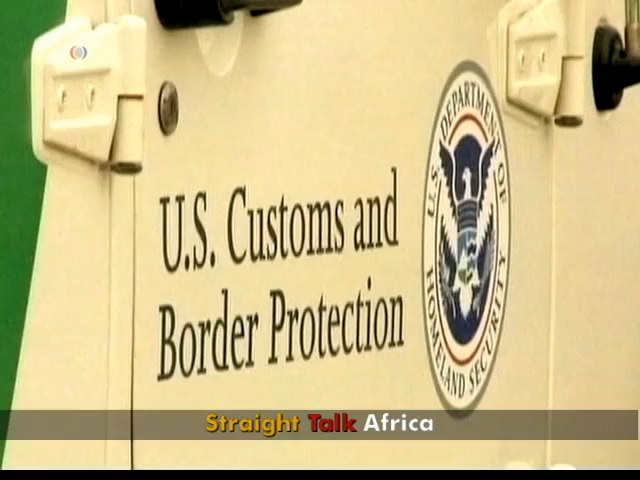 U.S. Customs and
Border Protection
U.S. DEPARTMENT OF
HOMELAND SECURITY
Straight Talk Africa